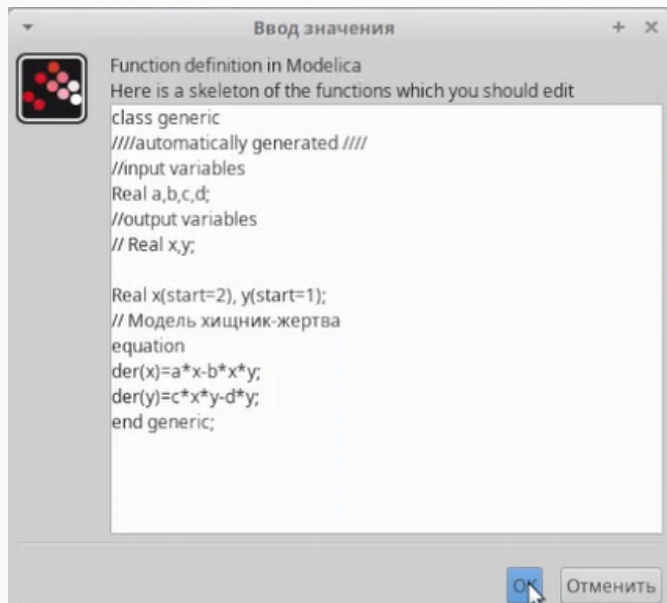 Ввод значения
Function definition in Modelica
Here is a skeleton of the functions which you should edit
class generic
////automatically generated ////
//input variables
Real a,b,c,d;
//output variables
// Real x,y;
Real x(start=2), y(start=1);
// Модель хищник-жертва
equation
der(x)=a*x-b*x*y;
der(y)=c*x*y-d*y;
end generic;
OK
Отменить